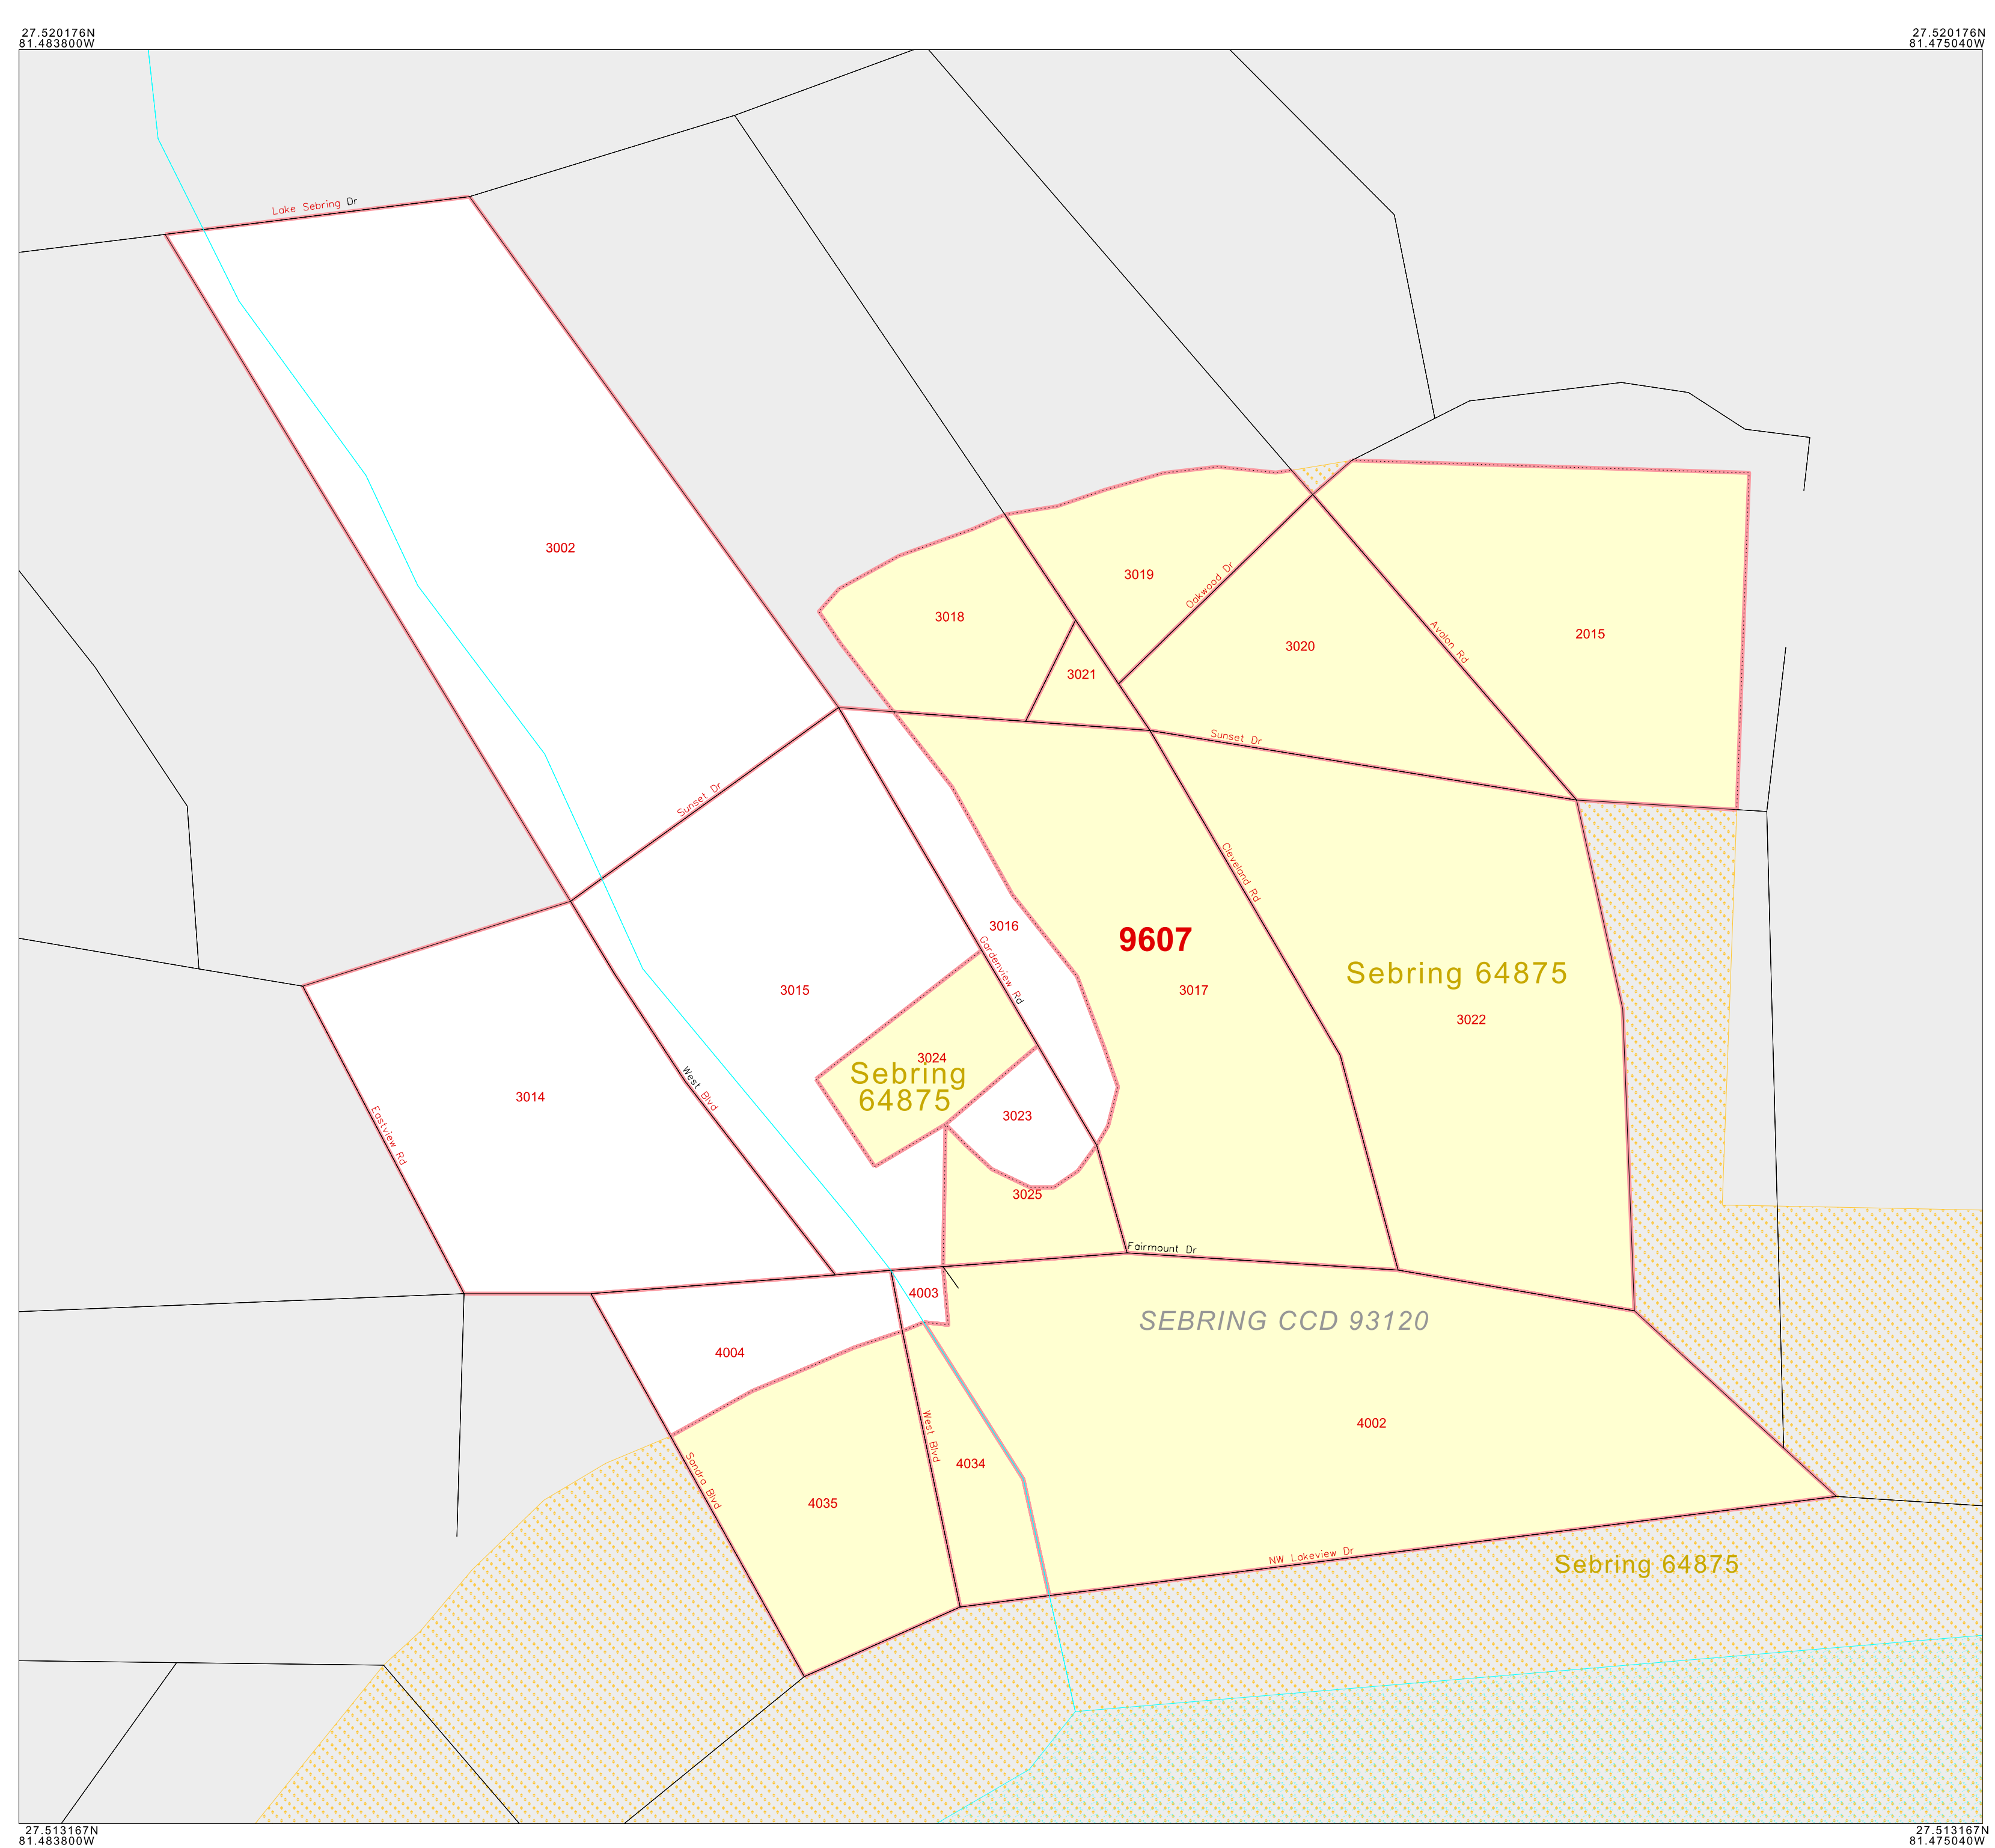 27.520176N
81.483800W
27.520176N
81.475040W
Lake Sebring Dr
3002
3019
Oakwood Dr
3018
3020
Avalon Rd
2015
3021
Sunset Dr
Sunset Dr
Cleveland Rd
3016
9607
Gardenview Rd
Sebring 64875
3015
3017
3022
3024
Sebring
64875
West Blvd
3014
3023
Eastview Rd
3025
Fairmount Dr
4003
SEBRING CCD 93120
4004
4002
West Blvd
4034
Sandra Blvd
4035
NW Lakeview Dr
Sebring 64875
27.513167N
81.483800W
27.513167N
81.475040W